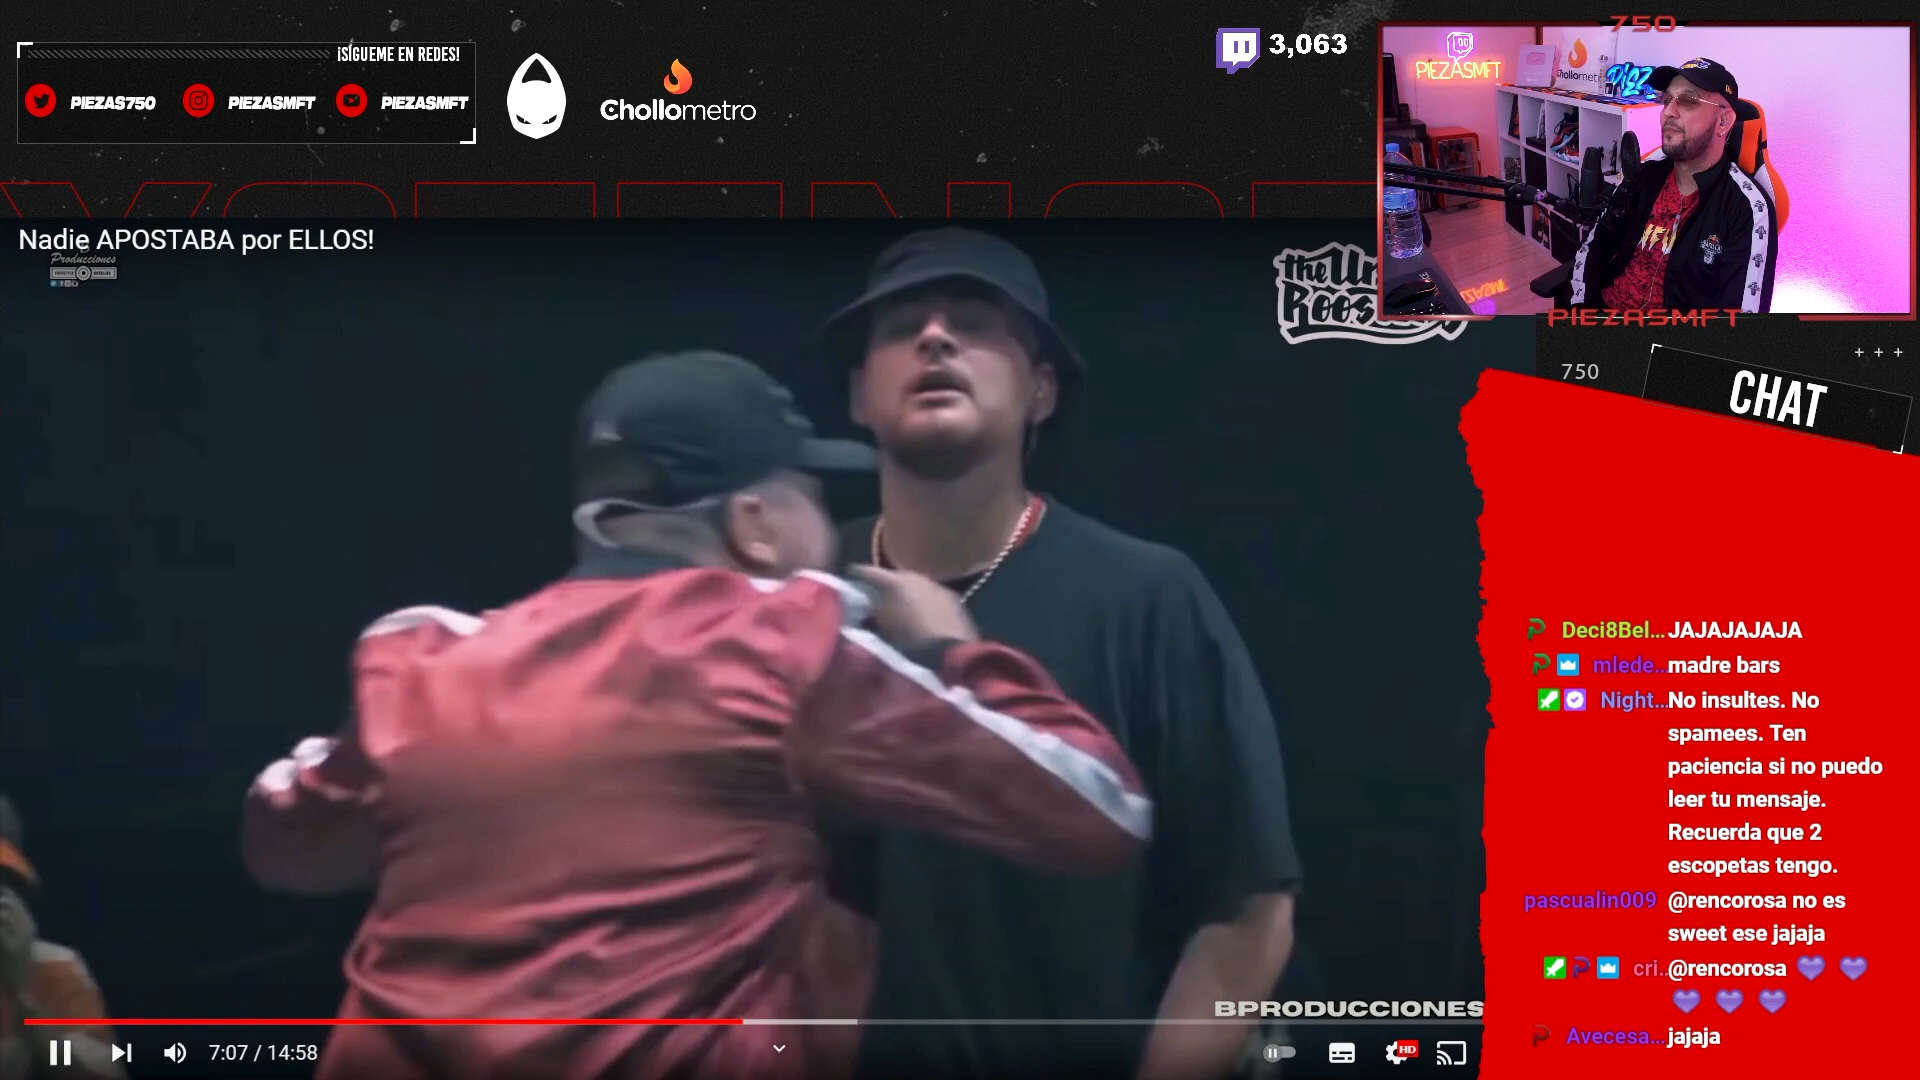 ¡SÍGUEME EN REDES!
PIEZAS750
PIEZASMFT
PIEZASMFT
Chollometro
3,063
750
PIEZASMFT
PIEZASMFT
750
CHAT
Nadie APOSTABA por ELLOS!
Producciones
the
Deci8Bel...JAJAJAJAJA
mlede...madre bars
Night...No insultes. No
spamees. Ten
paciencia si no puedo
leer tu mensaje.
Recuerda que 2
escopetas tengo.
pascualin009 @rencorosa no es
sweet ese jajaja
cri..@rencorosa
Avecesa...jajaja
BPRODUCCIONES
7:07 / 14:58
HD